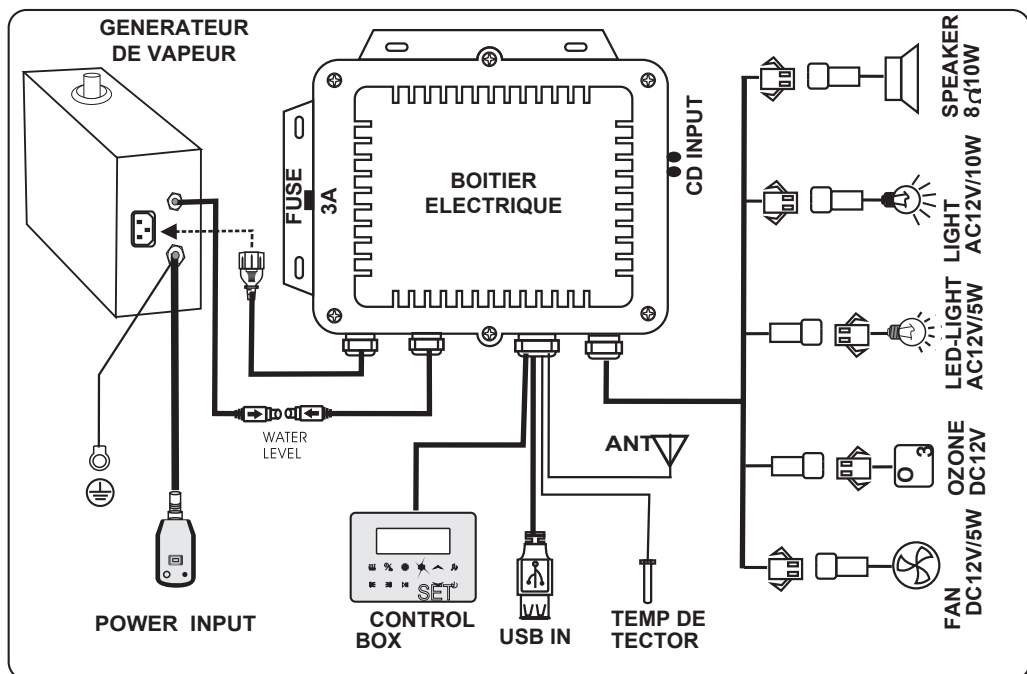 GENERATEUR
DE VAPEUR
FUSE
3A
BOITIER
ELECTRIQUE
CD INPUT
SPEAKER
8Ω10W
LIGHT
AC12V/10W
LED-LIGHT
AC12V/5W
O3
OZONE
DC12V
FAN
DC12V/5W
WATER
LEVEL
ANT
SET
POWER INPUT
CONTROL
BOX
USB IN
TEMP DE
TECTOR